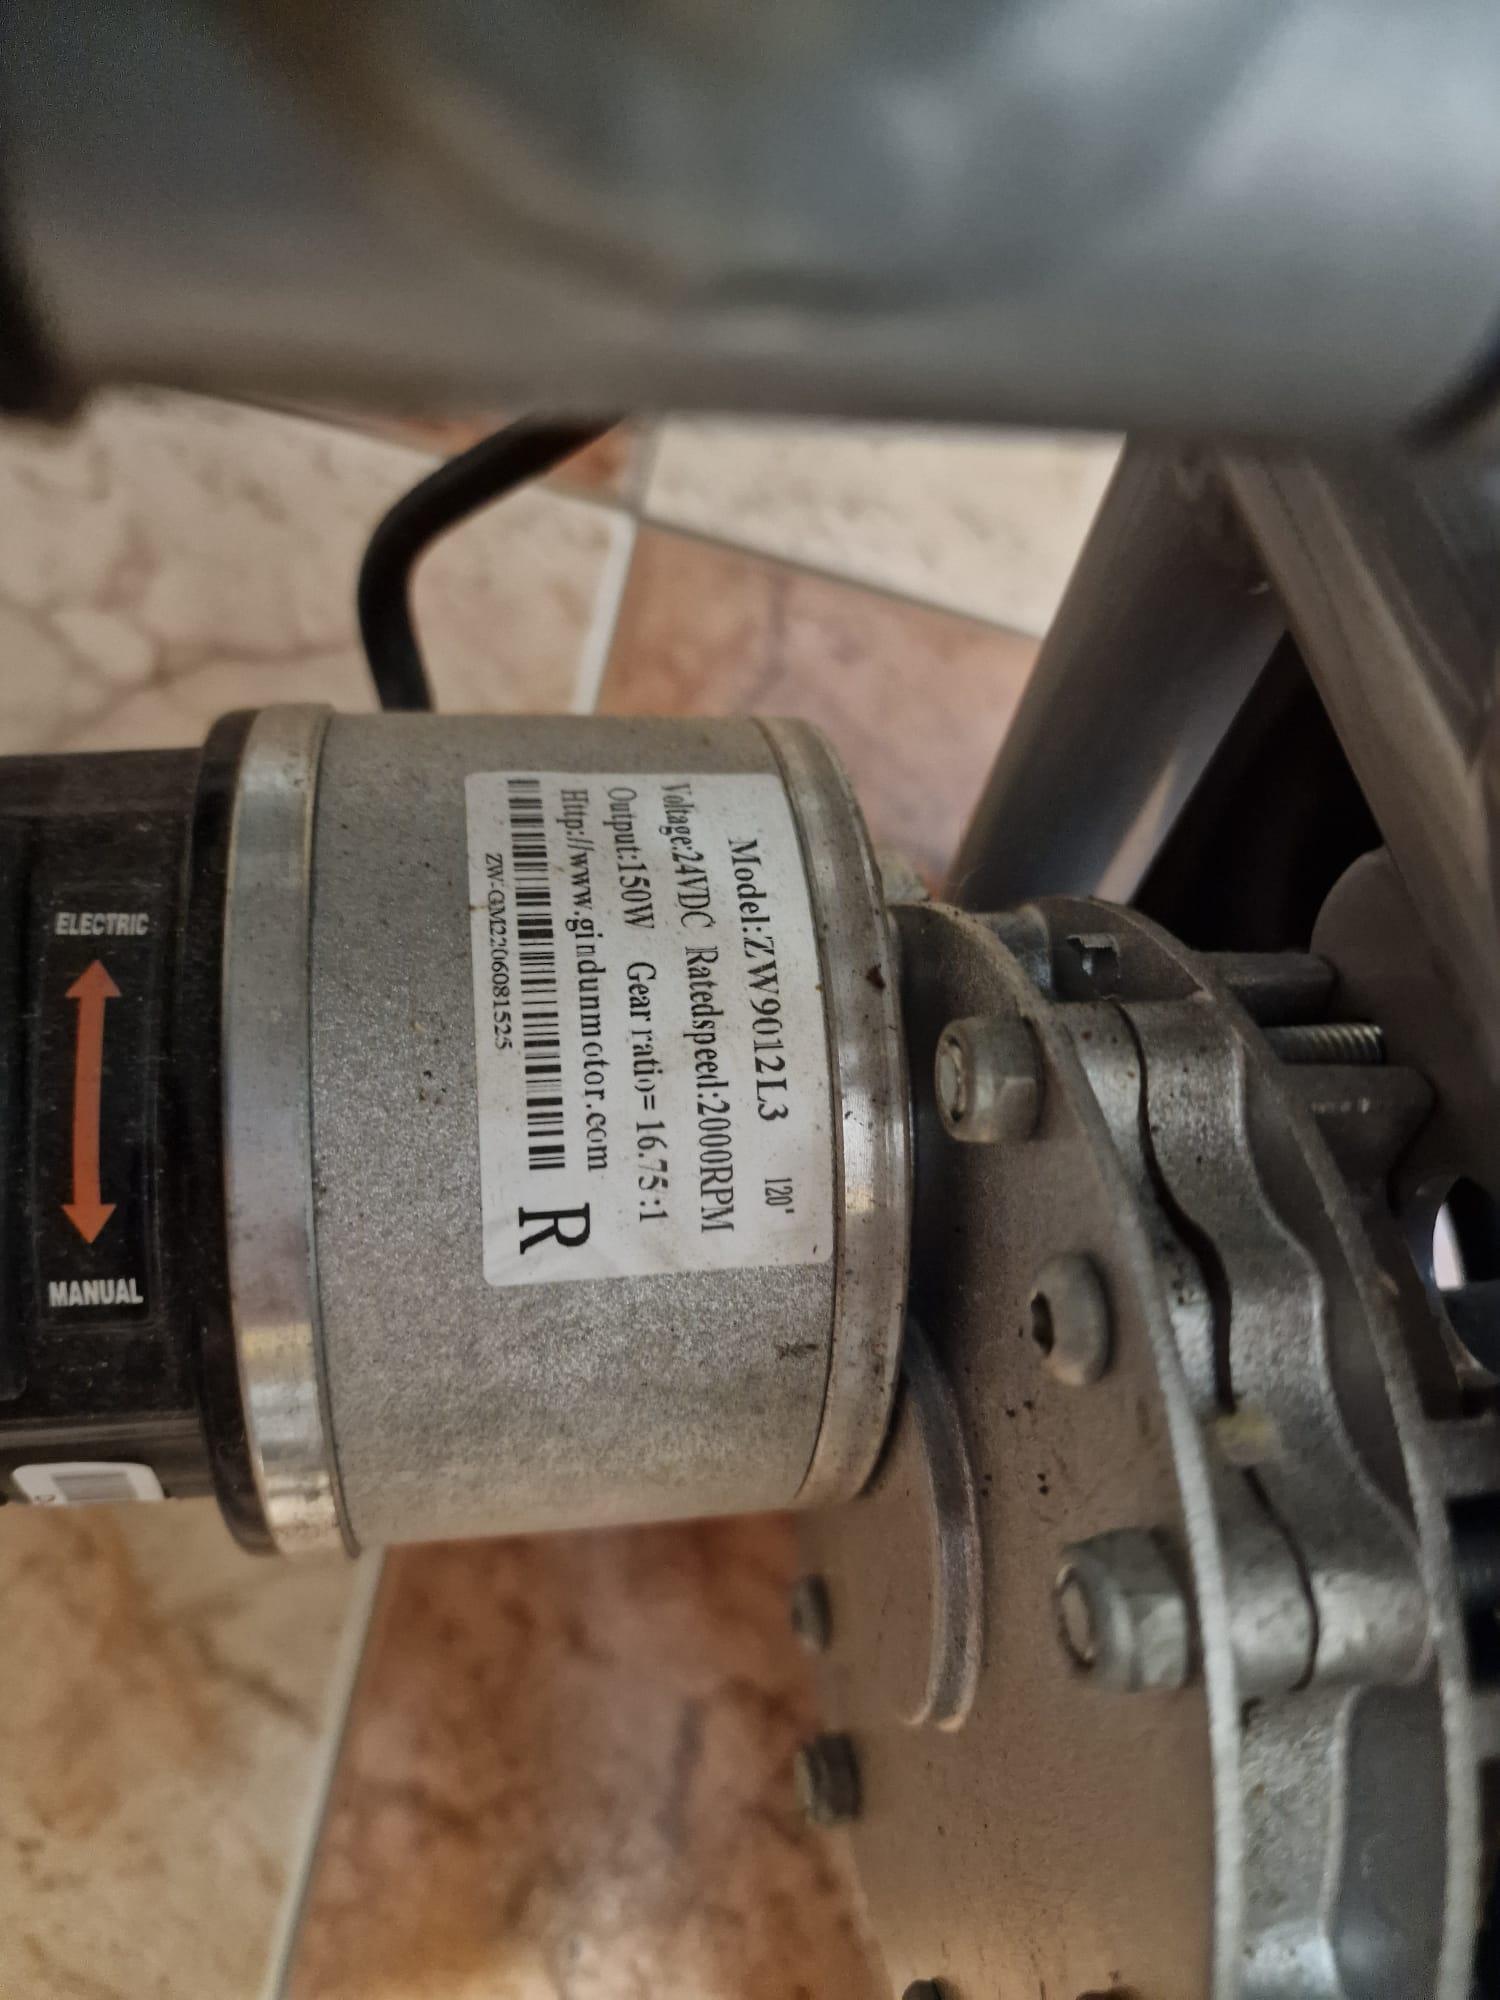 Model:ZW9012L3 120'
Voltage:24VDC Ratedspeed:2000RPM
Output:150W Gear ratio= 16.75:1
Http://www.gindunmotor.com
ZW-GM2206081525
R
ELECTRIC
MANUAL